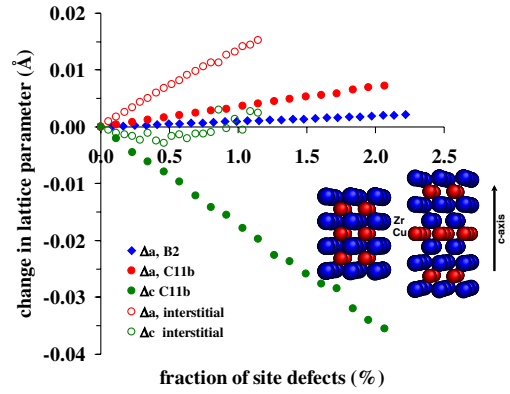 0.02
0.01
0.00
-0.01
-0.02
-0.03
-0.04
0.0 0.5 1.0 1.5 2.0 2.5
change in lattice parameter (Å)
fraction of site defects (%)
Δa, B2
Δa, C11b
Δc C11b
Δa, interstitial
Δc interstitial
Zr
Cu
c-axis